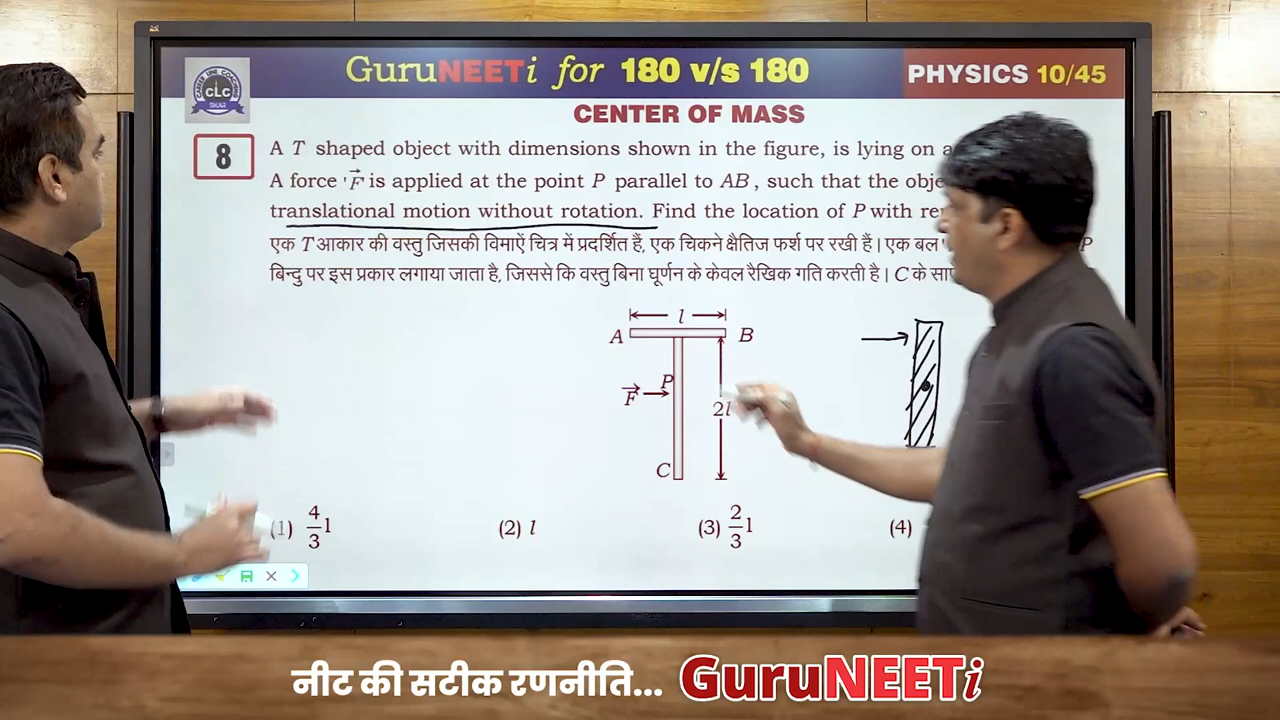 GuruNEETi for 180 v/s 180
PHYSICS 10/45
CLC
SIKAR
CENTER OF MASS
8
A T shaped object with dimensions shown in the figure, is lying on a
A force 'F⃗ is applied at the point P parallel to AB, such that the obje
translational motion without rotation. Find the location of P with re
एक T आकार की वस्तु जिसकी विमाऐं चित्र में प्रदर्शित हैं, एक चिकने क्षैतिज फर्श पर रखी हैं। एक बल ' P
बिन्दु पर इस प्रकार लगाया जाता है, जिससे कि वस्तु बिना घूर्णन के केवल रैखिक गति करती है। C के साप
l
A B
P
F⃗
2l
C
(1) 4/3 l (2) l (3) 2/3 l (4)
नीट की सटीक रणनीति... GuruNEETi